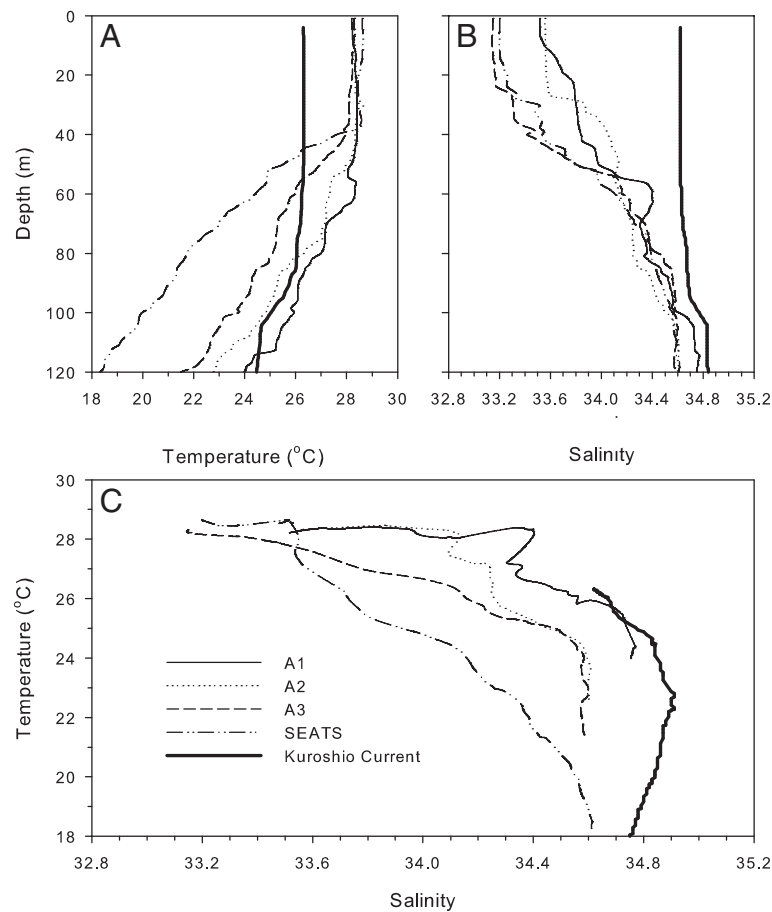 A
B
0
20
40
60
80
100
120
Depth (m)
18 20 22 24 26 28 30
32.8 33.2 33.6 34.0 34.4 34.8 35.2
Temperature (°C)
Salinity
C
30
28
26
24
22
20
18
Temperature (°C)
A1
A2
A3
SEATS
Kuroshio Current
32.8 33.2 33.6 34.0 34.4 34.8 35.2
Salinity